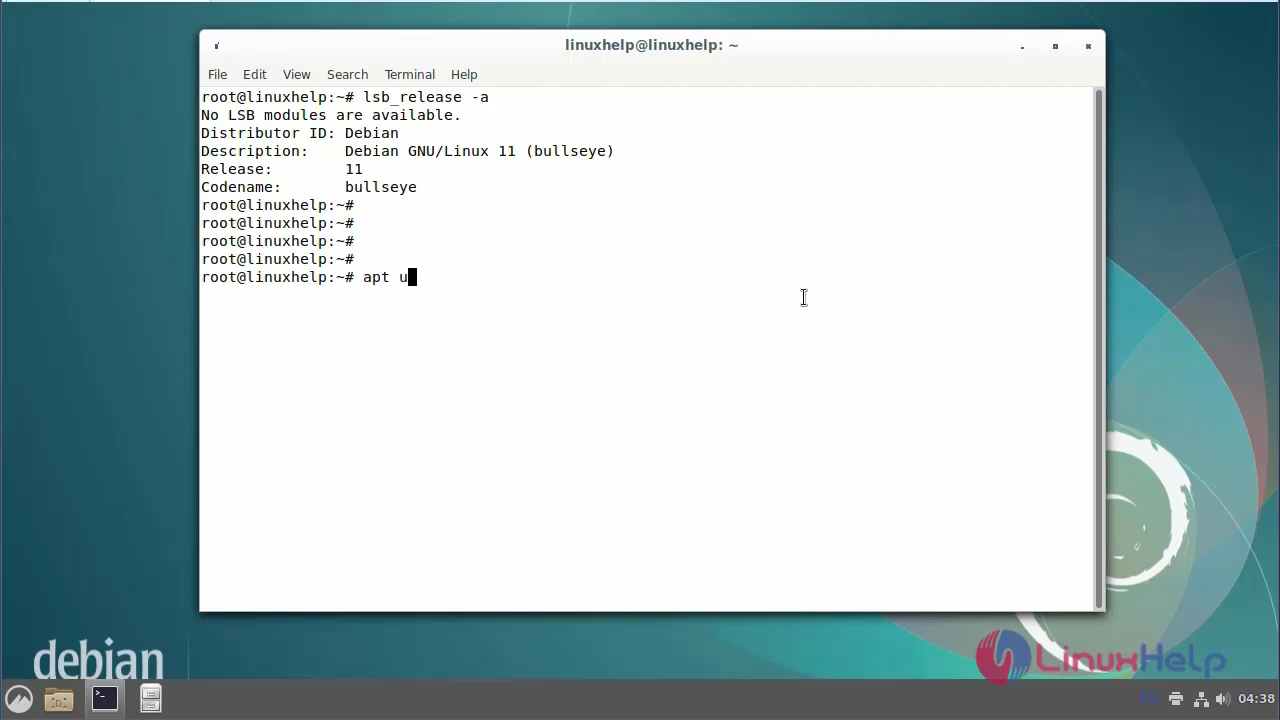 linuxhelp@linuxhelp: ~
File Edit View Search Terminal Help
root@linuxhelp:~# lsb_release -a
No LSB modules are available.
Distributor ID: Debian
Description:    Debian GNU/Linux 11 (bullseye)
Release:        11
Codename:       bullseye
root@linuxhelp:~#
root@linuxhelp:~#
root@linuxhelp:~#
root@linuxhelp:~#
root@linuxhelp:~# apt u
debian
LinuxHelp
EN 04:38